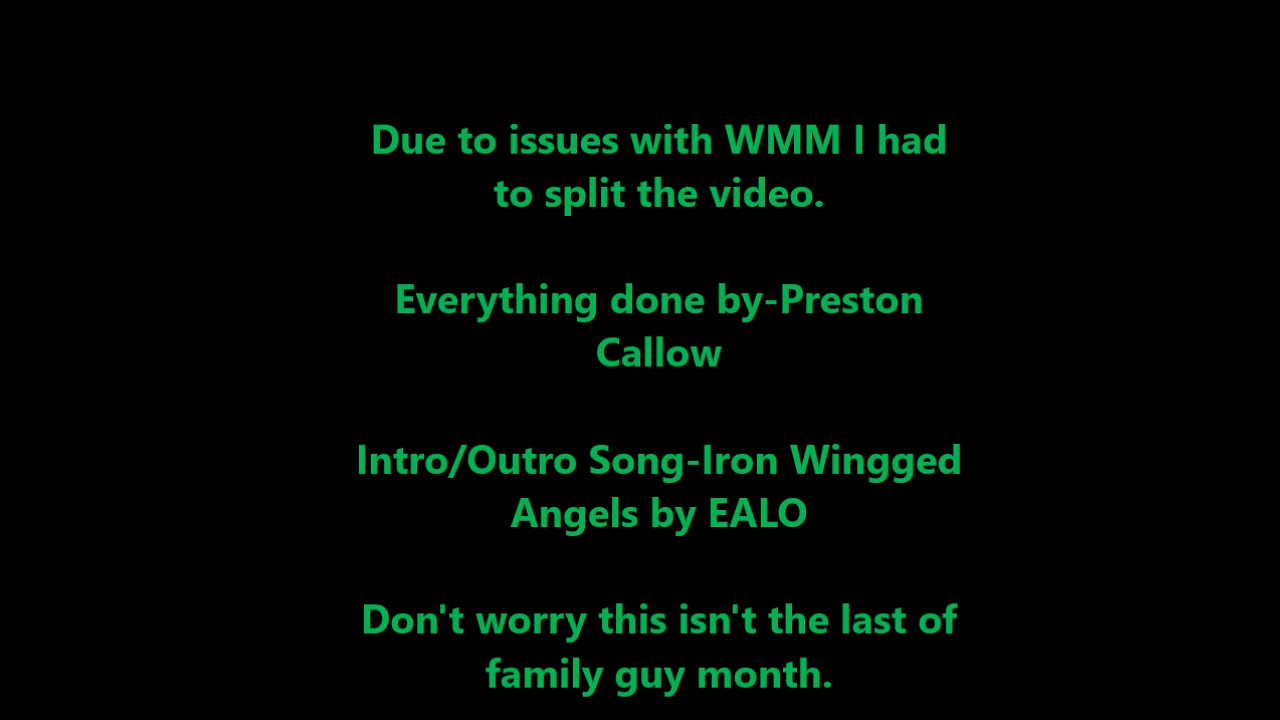 Due to issues with WMM I had
to split the video.
Everything done by-Preston
Callow
Intro/Outro Song-Iron Wingged
Angels by EALO
Don't worry this isn't the last of
family guy month.